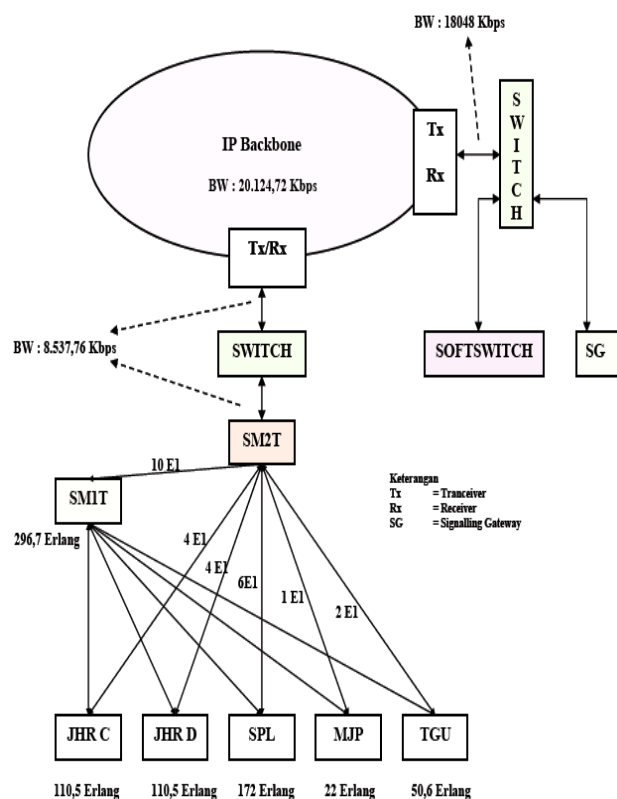 BW : 18048 Kbps
SWITCH
Tx
IP Backbone
Rx
BW : 20.124,72 Kbps
Tx/Rx
BW : 8.537,76 Kbps
SWITCH
SOFTSWITCH
SG
SM2T
10 E1
SM1T
296,7 Erlang
Keterangan
Tx = Tranceiver
Rx = Receiver
SG = Signalling Gateway
4 E1
4 E1
6E1
1 E1
2 E1
JHR C
JHR D
SPL
MJP
TGU
110,5 Erlang
110,5 Erlang
172 Erlang
22 Erlang
50,6 Erlang